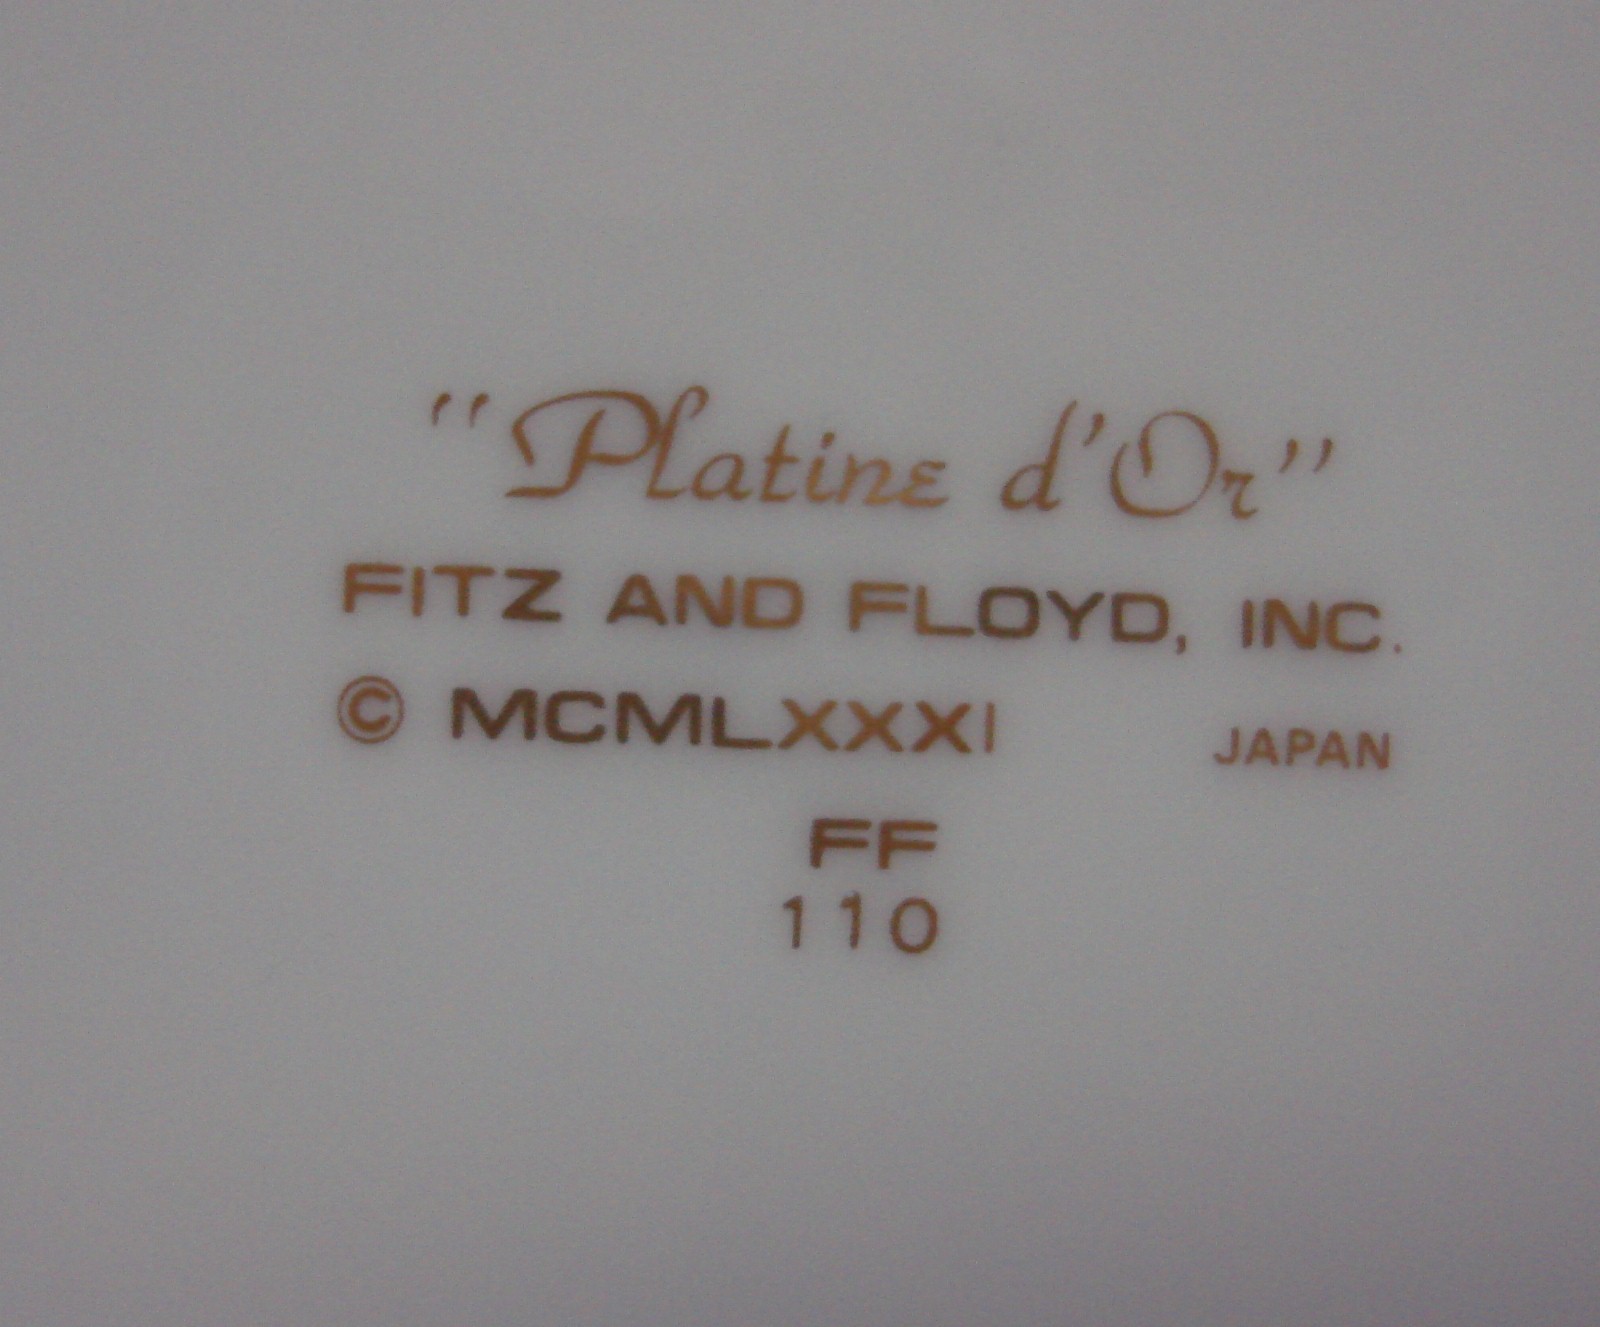 "Platine d'Or"
FITZ AND FLOYD, INC.
© MCMLXXXI JAPAN
FF
110